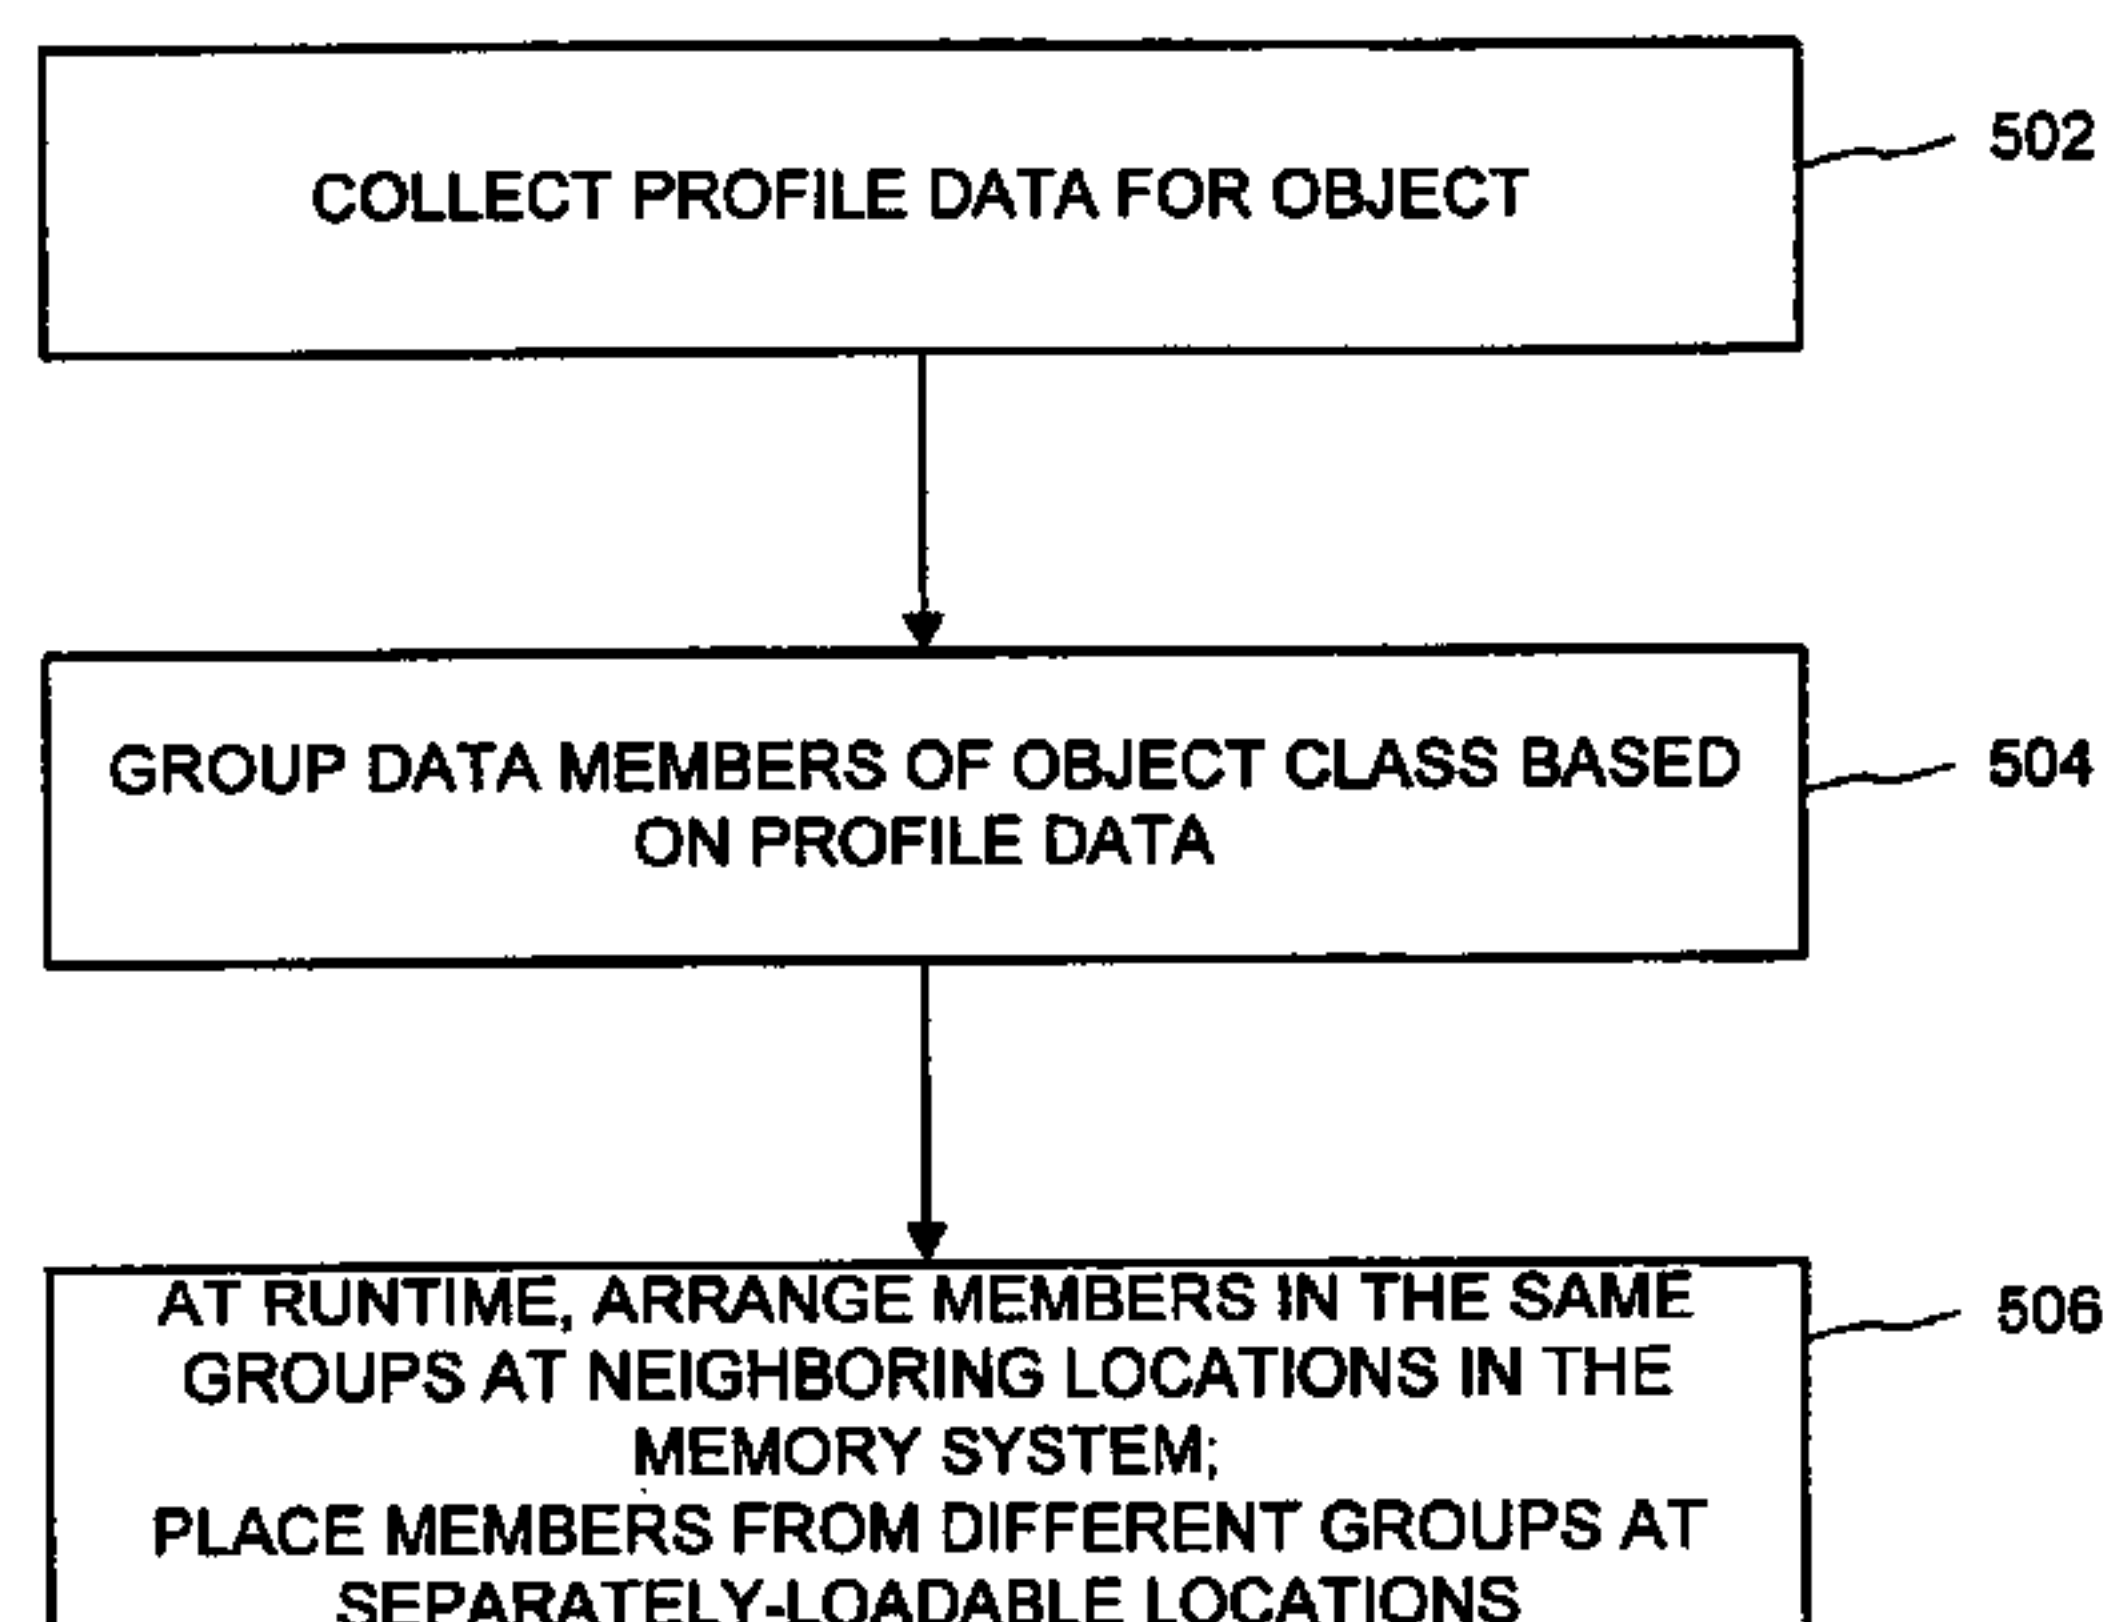 COLLECT PROFILE DATA FOR OBJECT
502
GROUP DATA MEMBERS OF OBJECT CLASS BASED
ON PROFILE DATA
504
AT RUNTIME, ARRANGE MEMBERS IN THE SAME
GROUPS AT NEIGHBORING LOCATIONS IN THE
MEMORY SYSTEM;
PLACE MEMBERS FROM DIFFERENT GROUPS AT
SEPARATELY-LOADABLE LOCATIONS
506